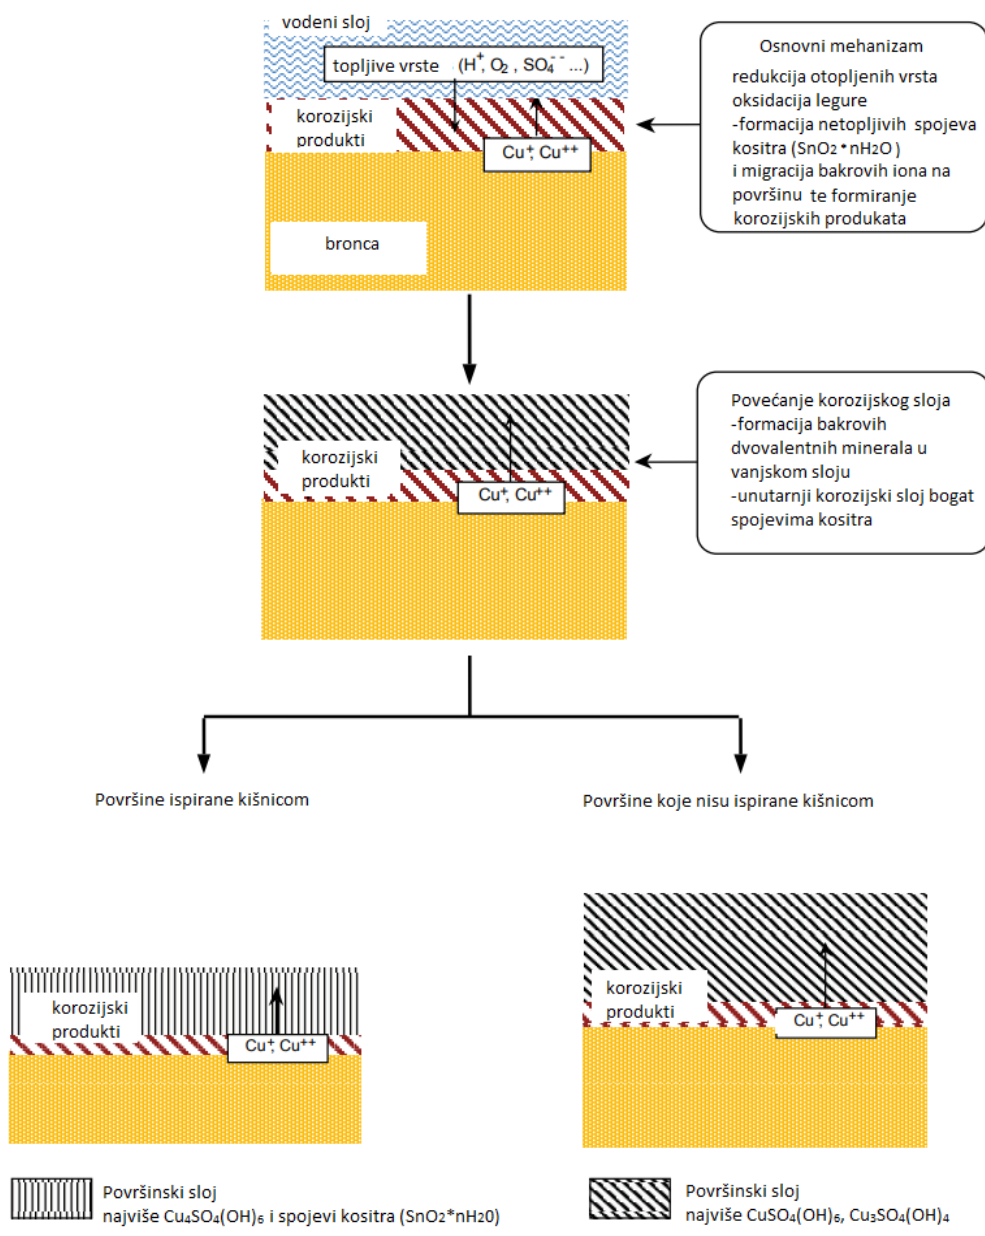 vodeni sloj
topljive vrste (H⁺, O₂ , SO₄⁻⁻ ...)
korozijski
produkti
Cu⁺, Cu⁺⁺
bronca
Osnovni mehanizam
redukcija otopljenih vrsta
oksidacija legure
-formacija netopljivih spojeva
kositra (SnO₂*nH₂O)
i migracija bakrovih iona na
površinu te formiranje
korozijskih produkata
korozijski
produkti
Cu⁺, Cu⁺⁺
Povećanje korozijskog sloja
-formacija bakrovih
dvovalentnih minerala u
vanjskom sloju
-unutarnji korozijski sloj bogat
spojevima kositra
Površine ispirane kišnicom
Površine koje nisu ispirane kišnicom
korozijski
produkti
Cu⁺, Cu⁺⁺
korozijski
produkti
Cu⁺, Cu⁺⁺
Površinski sloj
najviše Cu₄SO₄(OH)₆ i spojevi kositra (SnO₂*nH20)
Površinski sloj
najviše CuSO₄(OH)₆, Cu₃SO₄(OH)₄